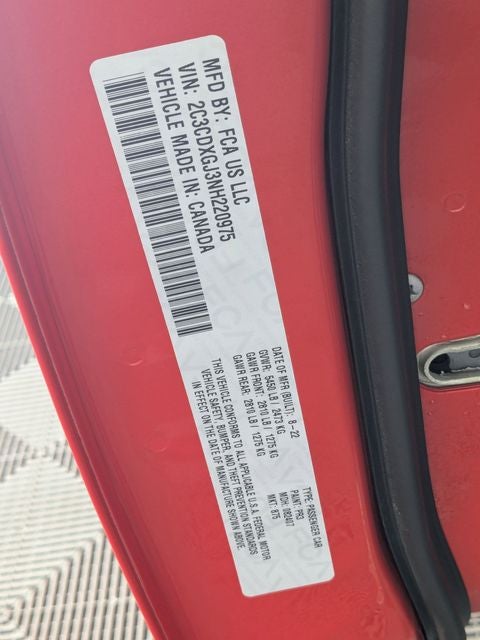 MFD BY: FCA US LLC
VIN: 2C3CDXGJ3NH220975
VEHICLE MADE IN: CANADA
DATE OF MFR (BUILT): 8-22
GVWR: 5450 LB / 2473 KG
GAWR FRONT: 2810 LB / 1275 KG
GAWR REAR: 2810 LB / 1275 KG
THIS VEHICLE CONFORMS TO ALL APPLICABLE U.S.A. FEDERAL MOTOR
VEHICLE SAFETY, BUMPER, AND THEFT PREVENTION STANDARDS
IN EFFECT ON THE DATE OF MANUFACTURE SHOWN ABOVE.
TYPE: PASSENGER CAR
PAINT: PR3
MDH: 082407
MKT: 875